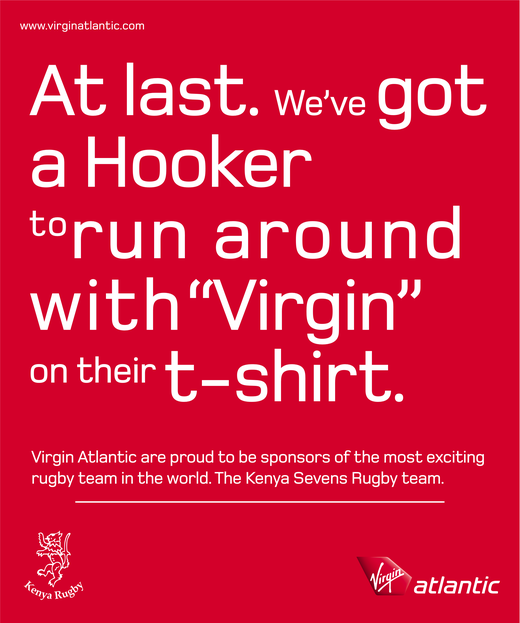 www.virginatlantic.com
At last. We've got
a Hooker
to run around
with "Virgin"
on their t-shirt.
Virgin Atlantic are proud to be sponsors of the most exciting
rugby team in the world. The Kenya Sevens Rugby team.
Kenya Rugby
Virgin atlantic